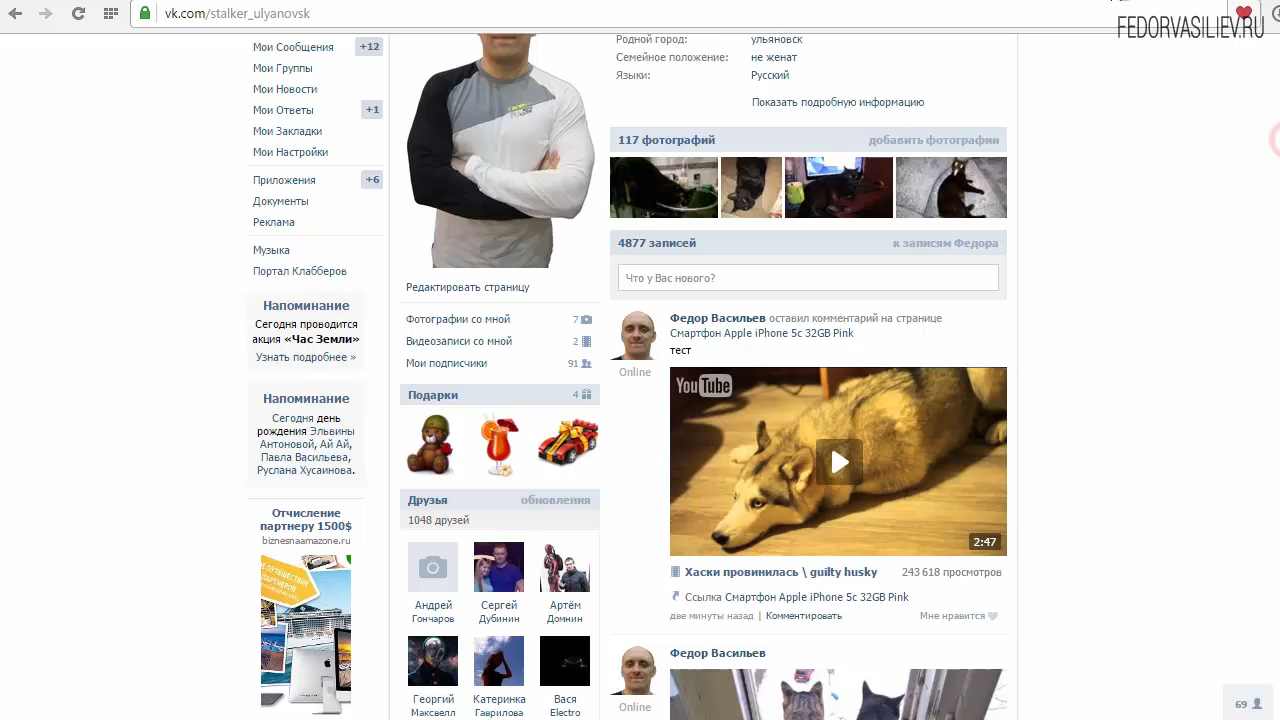 vk.com/stalker_ulyanovsk
FEDORVASILIEV.RU
Мои Сообщения +12
Мои Группы
Мои Новости
Мои Ответы +1
Мои Закладки
Мои Настройки
Приложения +6
Документы
Реклама
Музыка
Портал Клабберов
Напоминание
Сегодня проводится
акция «Час Земли»
Узнать подробнее »
Напоминание
Сегодня день
рождения Эльвины
Антоновой, Ай Ай,
Павла Васильева,
Руслана Хусаинова.
Отчисление
партнеру 1500$
biznesnaamazone.ru
Редактировать страницу
Фотографии со мной 7
Видеозаписи со мной 2
Мои подписчики 91
Подарки 4
Друзья обновления
1048 друзей
Андрей
Гончаров
Сергей
Дубинин
Артём
Домнин
Георгий
Максвелл
Катеринка
Гаврилова
Вася
Electro
Родной город: ульяновск
Семейное положение: не женат
Языки: Русский
Показать подробную информацию
117 фотографий добавить фотографии
4877 записей к записям Федора
Что у Вас нового?
Федор Васильев оставил комментарий на странице
Смартфон Apple iPhone 5c 32GB Pink
тест
Online
YouTube
2:47
Хаски провинилась \ guilty husky 243 618 просмотров
Ссылка Смартфон Apple iPhone 5c 32GB Pink
две минуты назад | Комментировать Мне нравится
Федор Васильев
Online
69